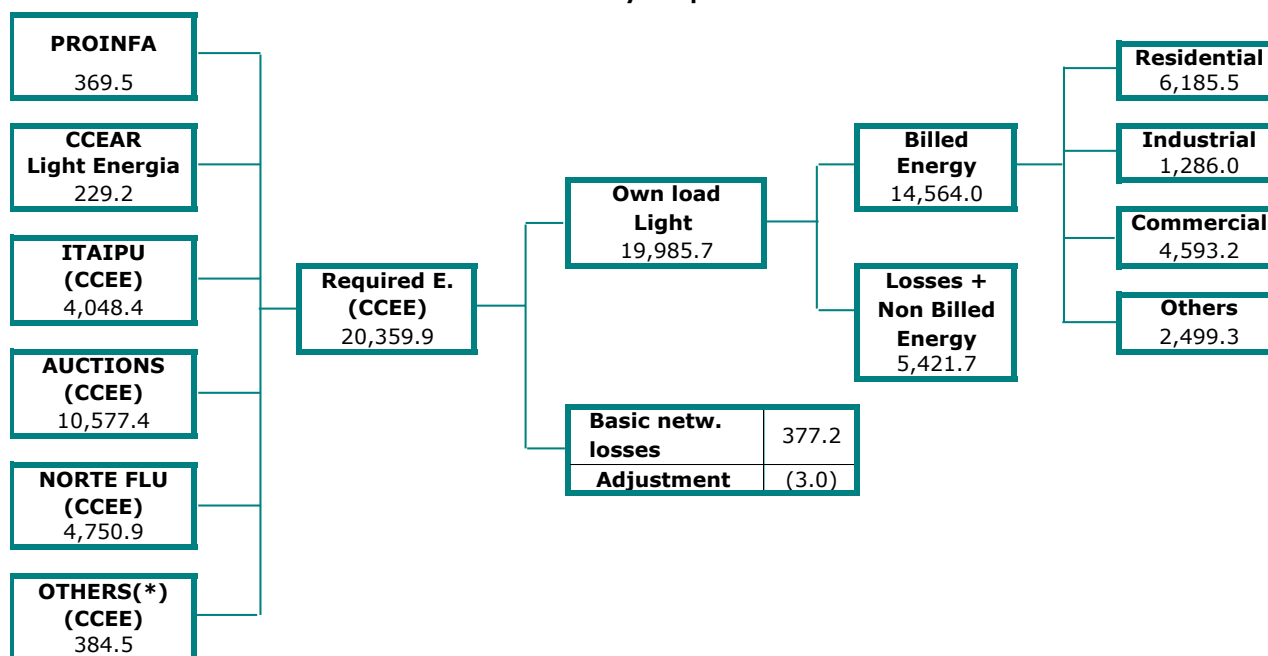 PROINFA
369.5
CCEAR
Light Energia
229.2
ITAIPU
(CCEE)
4,048.4
AUCTIONS
(CCEE)
10,577.4
NORTE FLU
(CCEE)
4,750.9
OTHERS(*)
(CCEE)
384.5
Required E.
(CCEE)
20,359.9
Own load
Light
19,985.7
Basic netw.
losses
377.2
Adjustment (3.0)
Billed
Energy
14,564.0
Losses +
Non Billed
Energy
5,421.7
Residential
6,185.5
Industrial
1,286.0
Commercial
4,593.2
Others
2,499.3